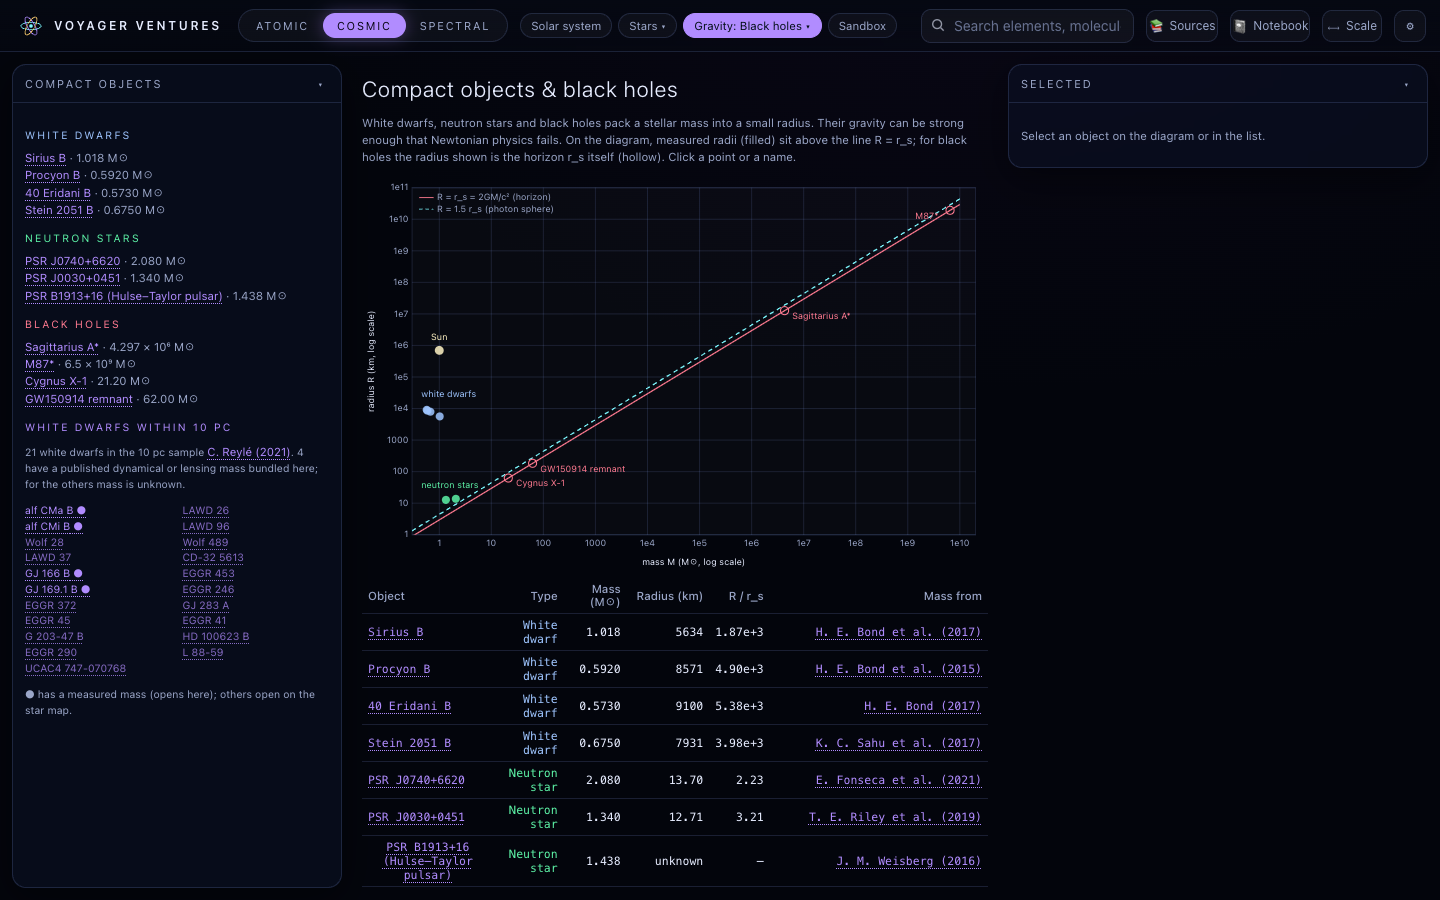 VOYAGER VENTURES
ATOMIC COSMIC SPECTRAL
Solar system Stars ▾ Gravity: Black holes ▾ Sandbox
Search elements, molecul
Sources Notebook Scale
COMPACT OBJECTS
WHITE DWARFS
Sirius B · 1.018 M☉
Procyon B · 0.5920 M☉
40 Eridani B · 0.5730 M☉
Stein 2051 B · 0.6750 M☉
NEUTRON STARS
PSR J0740+6620 · 2.080 M☉
PSR J0030+0451 · 1.340 M☉
PSR B1913+16 (Hulse–Taylor pulsar) · 1.438 M☉
BLACK HOLES
Sagittarius A* · 4.297 × 10⁶ M☉
M87* · 6.5 × 10⁹ M☉
Cygnus X-1 · 21.20 M☉
GW150914 remnant · 62.00 M☉
WHITE DWARFS WITHIN 10 PC
21 white dwarfs in the 10 pc sample C. Reylé (2021). 4
have a published dynamical or lensing mass bundled here;
for the others mass is unknown.
alf CMa B ● LAWD 26
alf CMi B ● LAWD 96
Wolf 28 Wolf 489
LAWD 37 CD-32 5613
GJ 166 B ● EGGR 453
GJ 169.1 B ● EGGR 246
EGGR 372 GJ 283 A
EGGR 45 EGGR 41
G 203-47 B HD 100623 B
EGGR 290 L 88-59
UCAC4 747-070768
● has a measured mass (opens here); others open on the
star map.
Compact objects & black holes
White dwarfs, neutron stars and black holes pack a stellar mass into a small radius. Their gravity can be strong
enough that Newtonian physics fails. On the diagram, measured radii (filled) sit above the line R = r_s; for black
holes the radius shown is the horizon r_s itself (hollow). Click a point or a name.
R = r_s = 2GM/c² (horizon)
R = 1.5 r_s (photon sphere)
radius R (km, log scale)
1e11
1e10
1e9
1e8
1e7
1e6
1e5
1e4
1000
100
10
1
M87*
Sagittarius A*
Sun
white dwarfs
GW150914 remnant
neutron stars
Cygnus X-1
1 10 100 1000 1e4 1e5 1e6 1e7 1e8 1e9 1e10
mass M (M☉, log scale)
Object Type Mass (M☉) Radius (km) R / r_s Mass from
Sirius B White dwarf 1.018 5634 1.87e+3 H. E. Bond et al. (2017)
Procyon B White dwarf 0.5920 8571 4.90e+3 H. E. Bond et al. (2015)
40 Eridani B White dwarf 0.5730 9100 5.38e+3 H. E. Bond (2017)
Stein 2051 B White dwarf 0.6750 7931 3.98e+3 K. C. Sahu et al. (2017)
PSR J0740+6620 Neutron star 2.080 13.70 2.23 E. Fonseca et al. (2021)
PSR J0030+0451 Neutron star 1.340 12.71 3.21 T. E. Riley et al. (2019)
PSR B1913+16 (Hulse–Taylor pulsar) Neutron star 1.438 unknown — J. M. Weisberg (2016)
SELECTED
Select an object on the diagram or in the list.